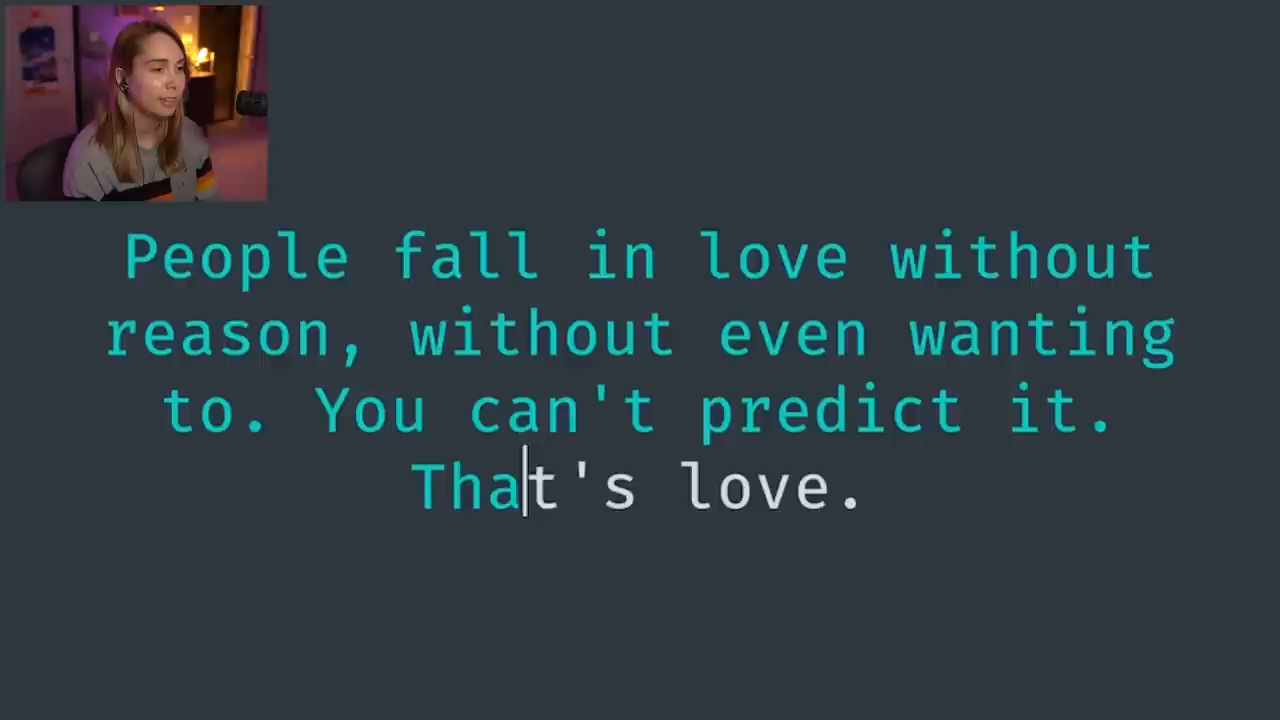 People fall in love without
reason, without even wanting
to. You can't predict it.
That's love.